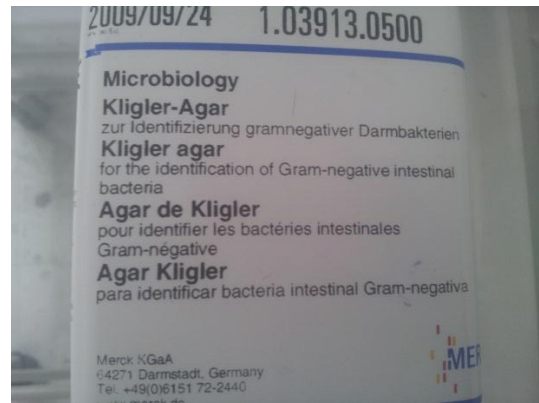 2009/09/24 1.03913.0500
Microbiology
Kligler-Agar
zur Identifizierung gramnegativer Darmbakterien
Kligler agar
for the identification of Gram-negative intestinal
bacteria
Agar de Kligler
pour identifier les bactéries intestinales
Gram-négative
Agar Kligler
para identificar bacteria intestinal Gram-negativa
MER
Merck KGaA
64271 Darmstadt, Germany
Tel. +49(0)6151 72-2440